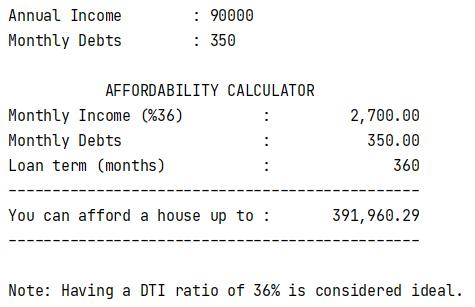 Annual Income        : 90000
Monthly Debts        : 350
AFFORDABILITY CALCULATOR
Monthly Income (%36)         :         2,700.00
Monthly Debts                :           350.00
Loan term (months)           :              360
-----------------------------------------------
You can afford a house up to :       391,960.29
-----------------------------------------------
Note: Having a DTI ratio of 36% is considered ideal.